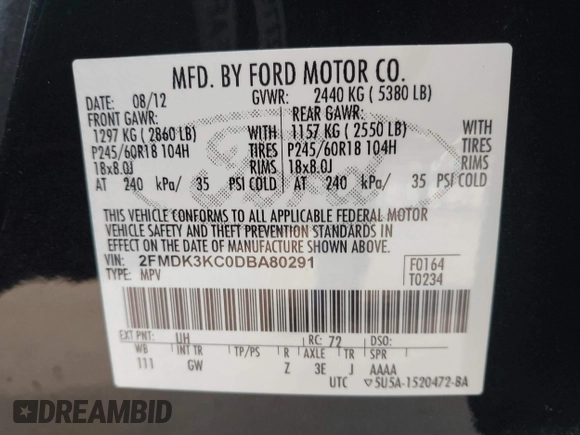 MFD. BY FORD MOTOR CO.
DATE: 08/12 GVWR: 2440 KG ( 5380 LB)
FRONT GAWR: REAR GAWR:
1297 KG ( 2860 LB) WITH 1157 KG ( 2550 LB) WITH
P245/60R18 104H TIRES P245/60R18 104H TIRES
18x8.0J RIMS 18x8.0J RIMS
AT 240 kPa/ 35 PSI COLD AT 240 kPa/ 35 PSI COLD
THIS VEHICLE CONFORMS TO ALL APPLICABLE FEDERAL MOTOR
VEHICLE SAFETY AND THEFT PREVENTION STANDARDS IN
EFFECT ON THE DATE OF MANUFACTURE SHOWN ABOVE.
VIN: 2FMDK3KC0DBA80291 F0164
TYPE: MPV T0234
EXT PNT: UH RC: 72 DSO:
WB INT TR TP/PS R AXLE TR SPR
111 GW Z 3E J AAAA
UTC ▽5U5A-1520472-BA
Ford
DREAMBID